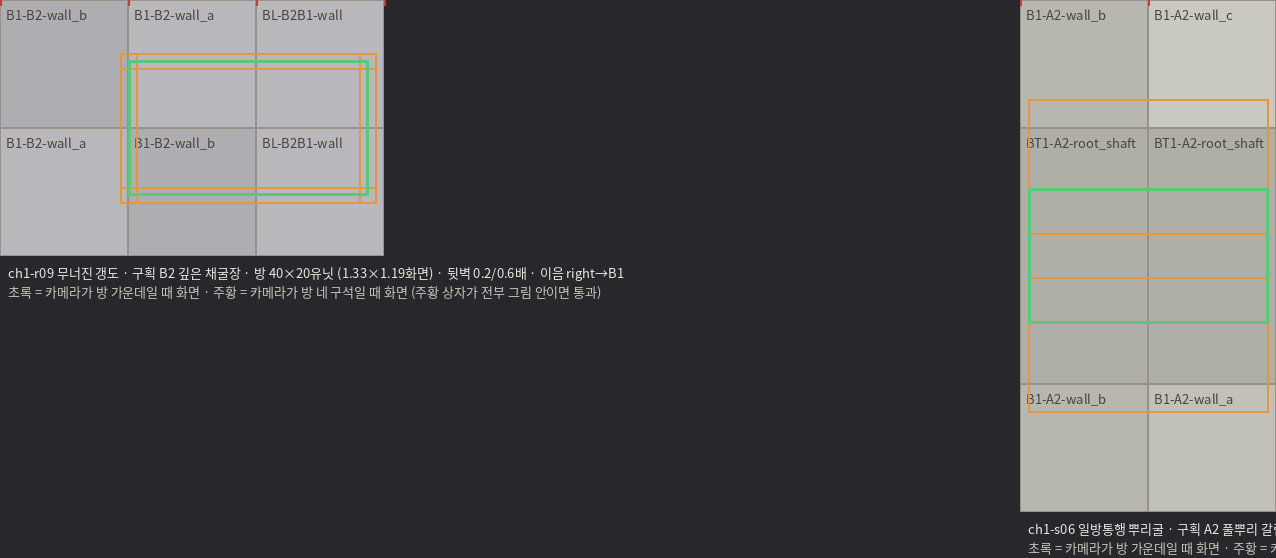 B1-B2-wall_b
B1-B2-wall_a
BL-B2B1-wall
B1-B2-wall_a
B1-B2-wall_b
BL-B2B1-wall
ch1-r09 무너진 갱도 · 구획 B2 깊은 채굴장 · 방 40×20유닛 (1.33×1.19화면) · 뒷벽 0.2/0.6배 · 이음 right→B1
초록 = 카메라가 방 가운데일 때 화면 · 주황 = 카메라가 방 네 구석일 때 화면 (주황 상자가 전부 그림 안이면 통과)
B1-A2-wall_b
B1-A2-wall_c
BT1-A2-root_shaft
BT1-A2-root_shaft
B1-A2-wall_b
B1-A2-wall_a
ch1-s06 일방통행 뿌리굴 · 구획 A2 풀뿌리
초록 = 카메라가 방 가운데일 때 화면 · 주황 =